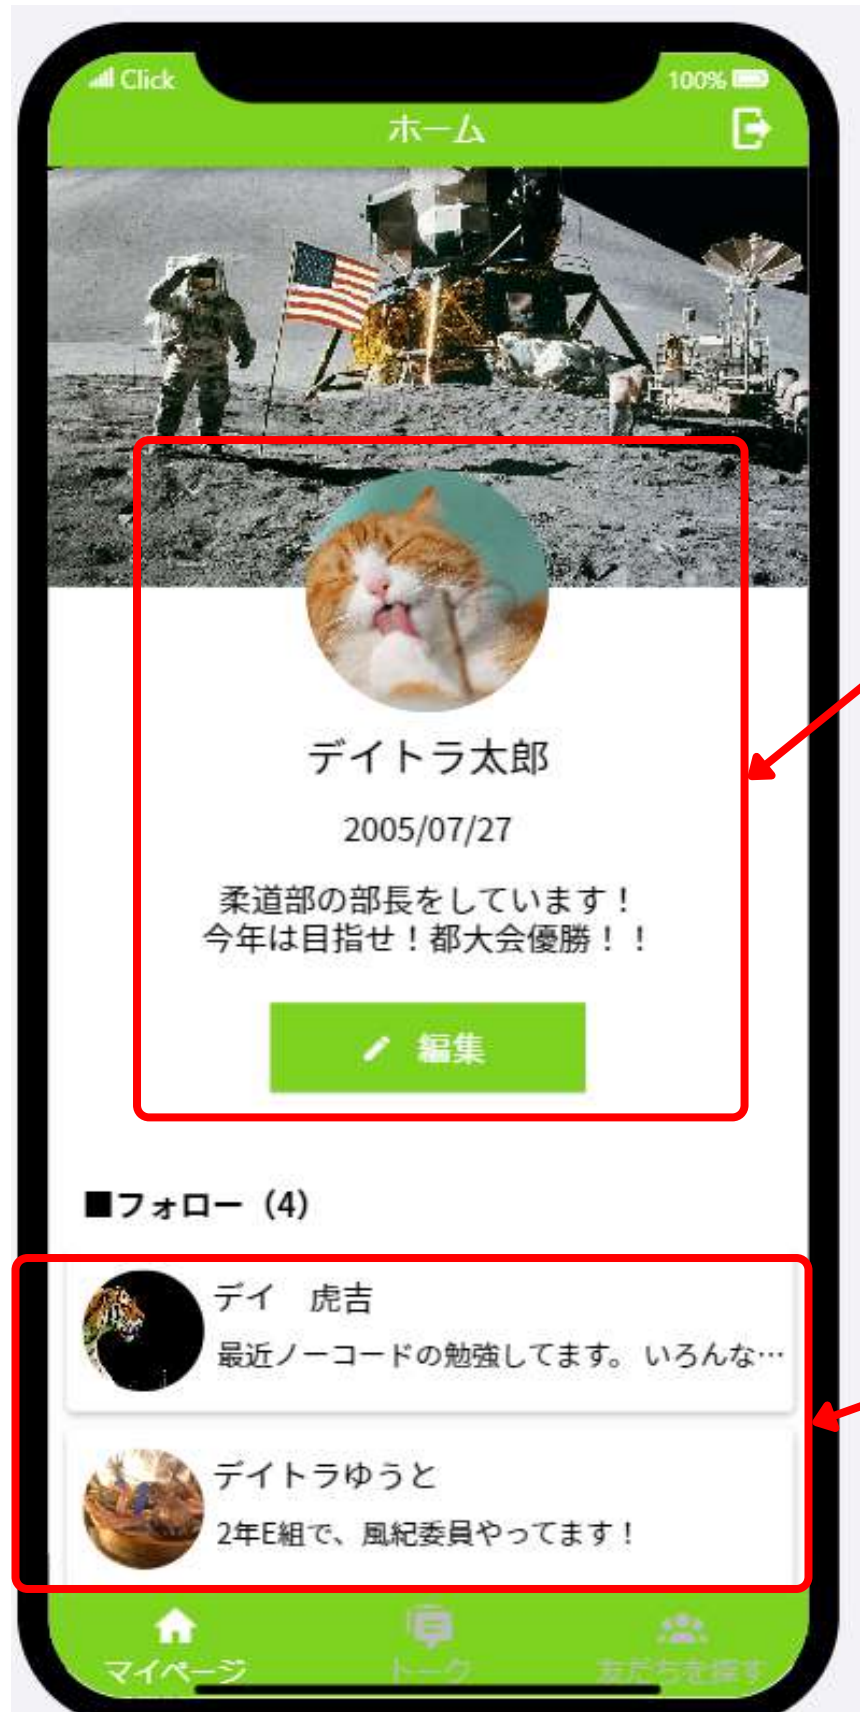 Click
100%
ホーム
デイトラ太郎
2005/07/27
柔道部の部長をしています！
今年は目指せ！都大会優勝！！
編集
■フォロー（4）
デイ　虎吉
最近ノーコードの勉強してます。 いろんな…
デイトラゆうと
2年E組で、風紀委員やってます！
マイページ
トーク
友だちを探す